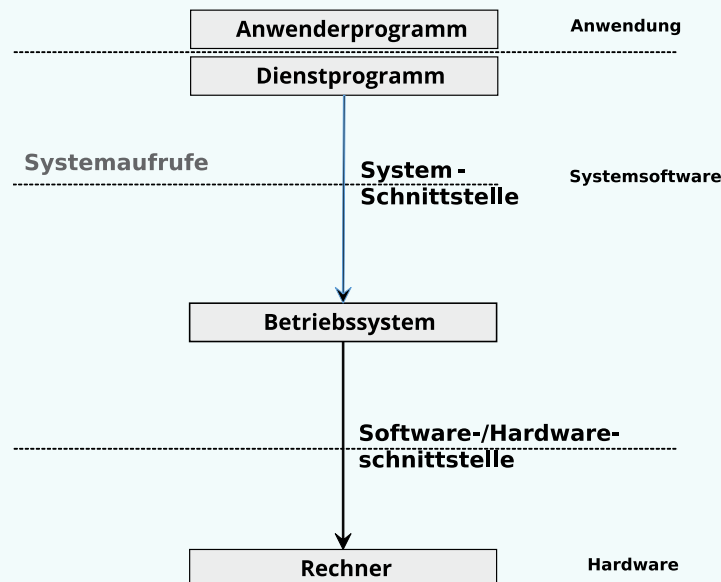 Anwenderprogramm
Anwendung
Dienstprogramm
Systemaufrufe
System-
Schnittstelle
Systemsoftware
Betriebssystem
Software-/Hardware-
schnittstelle
Rechner
Hardware